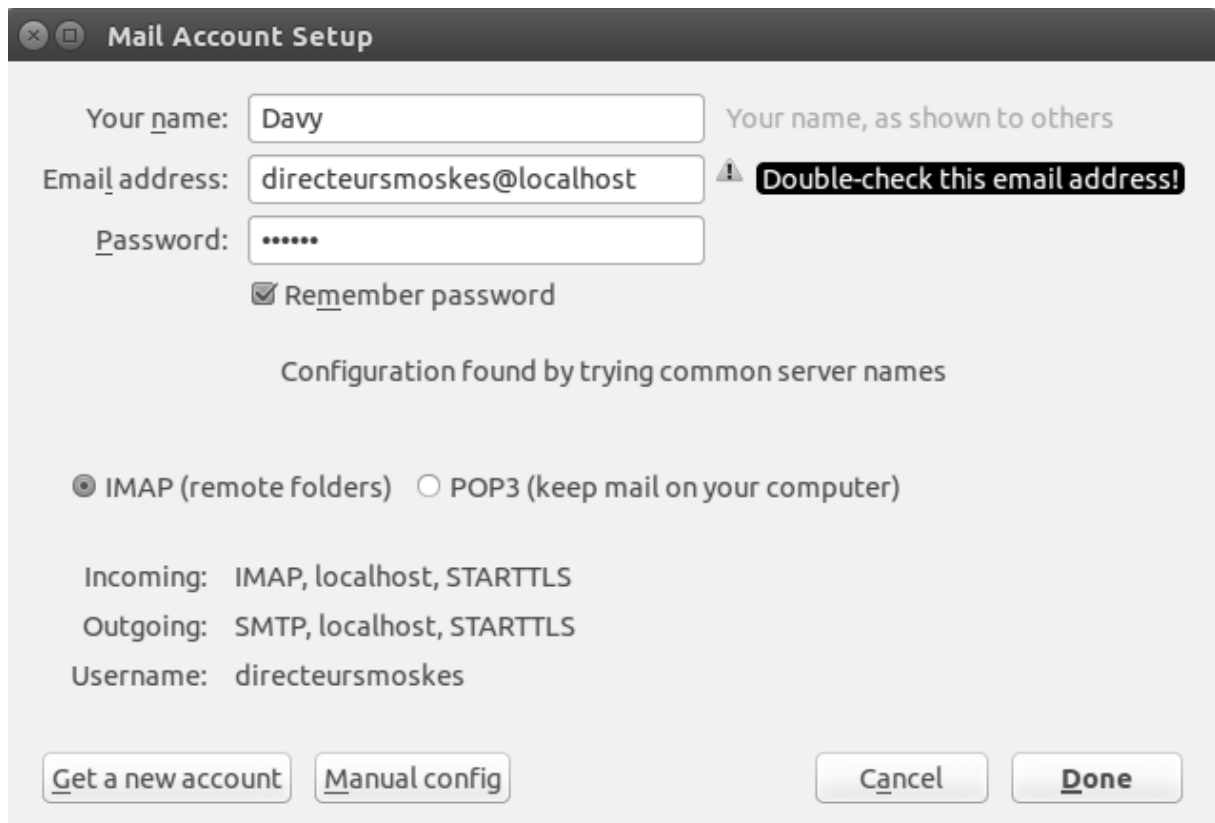 Mail Account Setup
Your name: Davy Your name, as shown to others
Email address: directeursmoskes@localhost Double-check this email address!
Password: ••••••
Remember password
Configuration found by trying common server names
IMAP (remote folders) POP3 (keep mail on your computer)
Incoming: IMAP, localhost, STARTTLS
Outgoing: SMTP, localhost, STARTTLS
Username: directeursmoskes
Get a new account Manual config Cancel Done